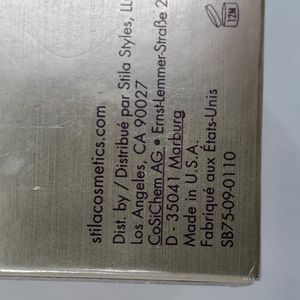 12M
stilacosmetics.com
Dist. by / Distribué par Stila Styles, LL
Los Angeles, CA 90027
CoSiChem AG • Ernst-Lemmer-Straße 2
D - 35041 Marburg
Made in U.S.A.
Fabriqué aux États-Unis
SB75-09-0110